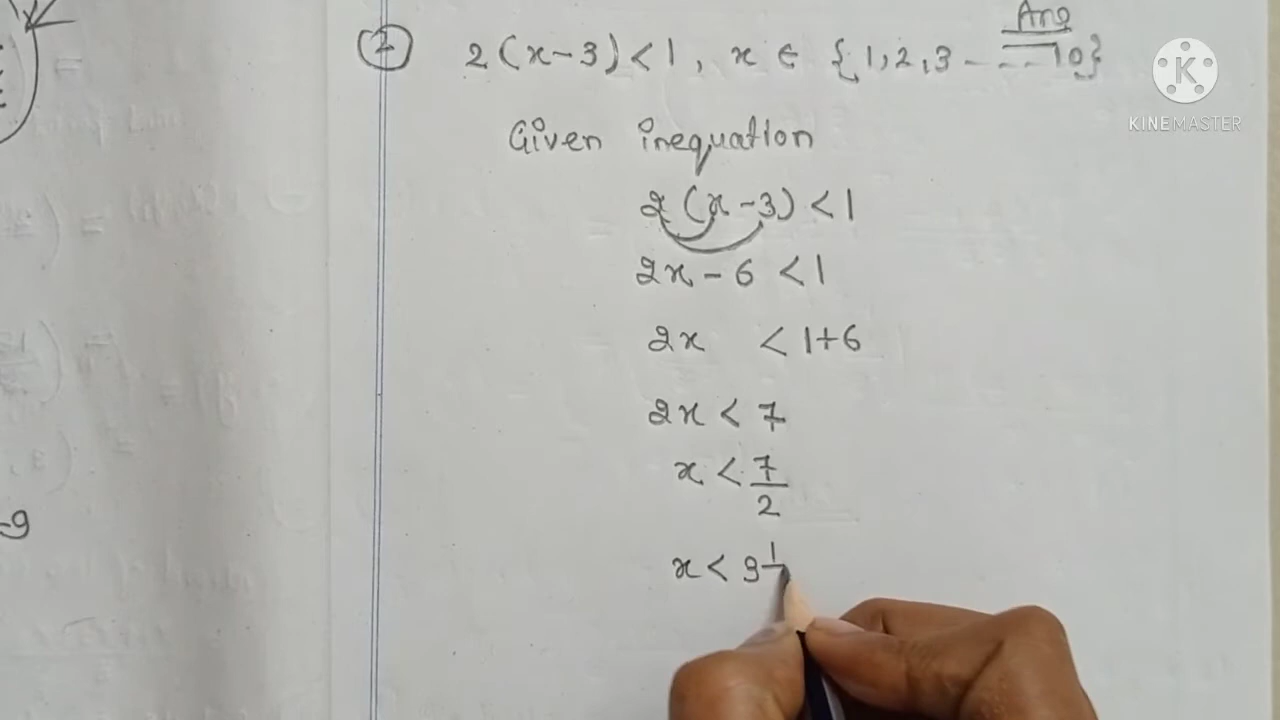 Ans
② 2(x-3) < 1, x ∈ {1,2,3 - - - - 10}
KINEMASTER
Given inequation
2(x-3) < 1
2x - 6 < 1
2x < 1+6
2x < 7
x < 7/2
x < 3 1/
-9